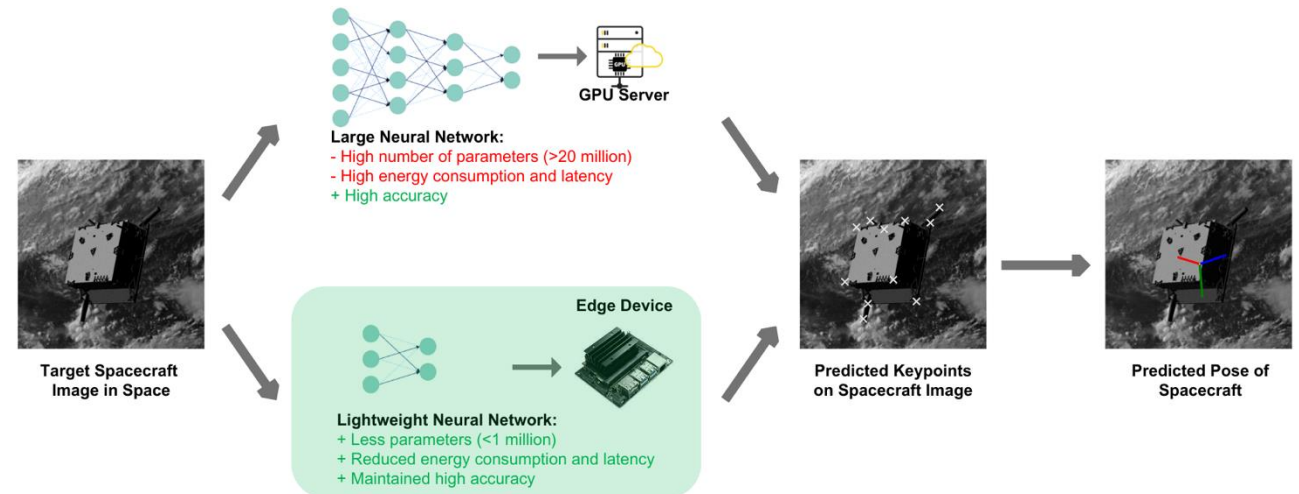 GPU
GPU Server
Large Neural Network:
- High number of parameters (>20 million)
- High energy consumption and latency
+ High accuracy
Target Spacecraft
Image in Space
Edge Device
Lightweight Neural Network:
+ Less parameters (<1 million)
+ Reduced energy consumption and latency
+ Maintained high accuracy
Predicted Keypoints
on Spacecraft Image
Predicted Pose of
Spacecraft